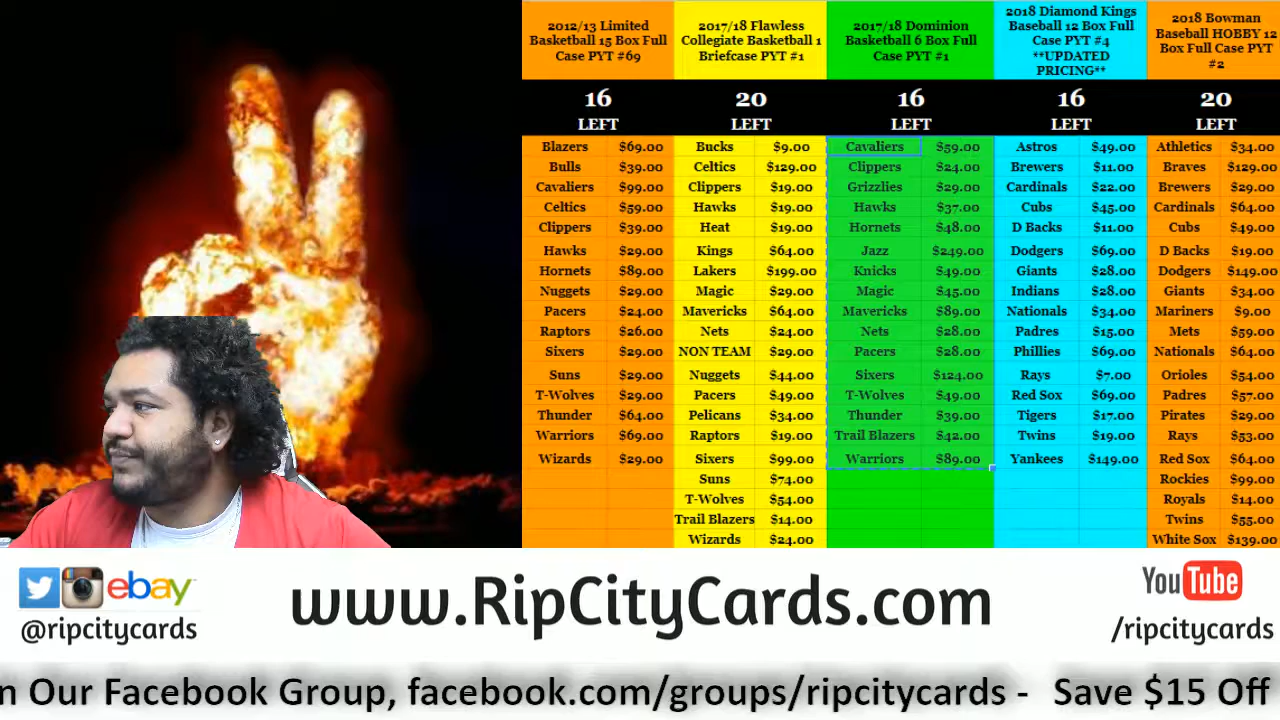 2012/13 Limited
Basketball 15 Box Full
Case PYT #69
16
LEFT
Blazers $69.00
Bulls $39.00
Cavaliers $99.00
Celtics $59.00
Clippers $39.00
Hawks $29.00
Hornets $89.00
Nuggets $29.00
Pacers $24.00
Raptors $26.00
Sixers $29.00
Suns $29.00
T-Wolves $29.00
Thunder $64.00
Warriors $69.00
Wizards $29.00
2017/18 Flawless
Collegiate Basketball 1
Briefcase PYT #1
20
LEFT
Bucks $9.00
Celtics $129.00
Clippers $19.00
Hawks $19.00
Heat $19.00
Kings $64.00
Lakers $199.00
Magic $29.00
Mavericks $64.00
Nets $24.00
NON TEAM $29.00
Nuggets $44.00
Pacers $49.00
Pelicans $34.00
Raptors $19.00
Sixers $99.00
Suns $74.00
T-Wolves $54.00
Trail Blazers $14.00
Wizards $24.00
2017/18 Dominion
Basketball 6 Box Full
Case PYT #1
16
LEFT
Cavaliers $59.00
Clippers $24.00
Grizzlies $29.00
Hawks $37.00
Hornets $48.00
Jazz $249.00
Knicks $49.00
Magic $45.00
Mavericks $89.00
Nets $28.00
Pacers $28.00
Sixers $124.00
T-Wolves $49.00
Thunder $39.00
Trail Blazers $42.00
Warriors $89.00
2018 Diamond Kings
Baseball 12 Box Full
Case PYT #4
**UPDATED
PRICING**
16
LEFT
Astros $49.00
Brewers $11.00
Cardinals $22.00
Cubs $45.00
D Backs $11.00
Dodgers $69.00
Giants $28.00
Indians $28.00
Nationals $34.00
Padres $15.00
Phillies $69.00
Rays $7.00
Red Sox $69.00
Tigers $17.00
Twins $19.00
Yankees $149.00
2018 Bowman
Baseball HOBBY 12
Box Full Case PYT
#2
20
LEFT
Athletics $34.00
Braves $129.00
Brewers $29.00
Cardinals $64.00
Cubs $49.00
D Backs $19.00
Dodgers $149.00
Giants $34.00
Mariners $9.00
Mets $59.00
Nationals $64.00
Orioles $54.00
Padres $57.00
Pirates $29.00
Rays $53.00
Red Sox $64.00
Rockies $99.00
Royals $14.00
Twins $55.00
White Sox $139.00
ebay
@ripcitycards
www.RipCityCards.com
YouTube
/ripcitycards
n Our Facebook Group, facebook.com/groups/ripcitycards - Save $15 Off